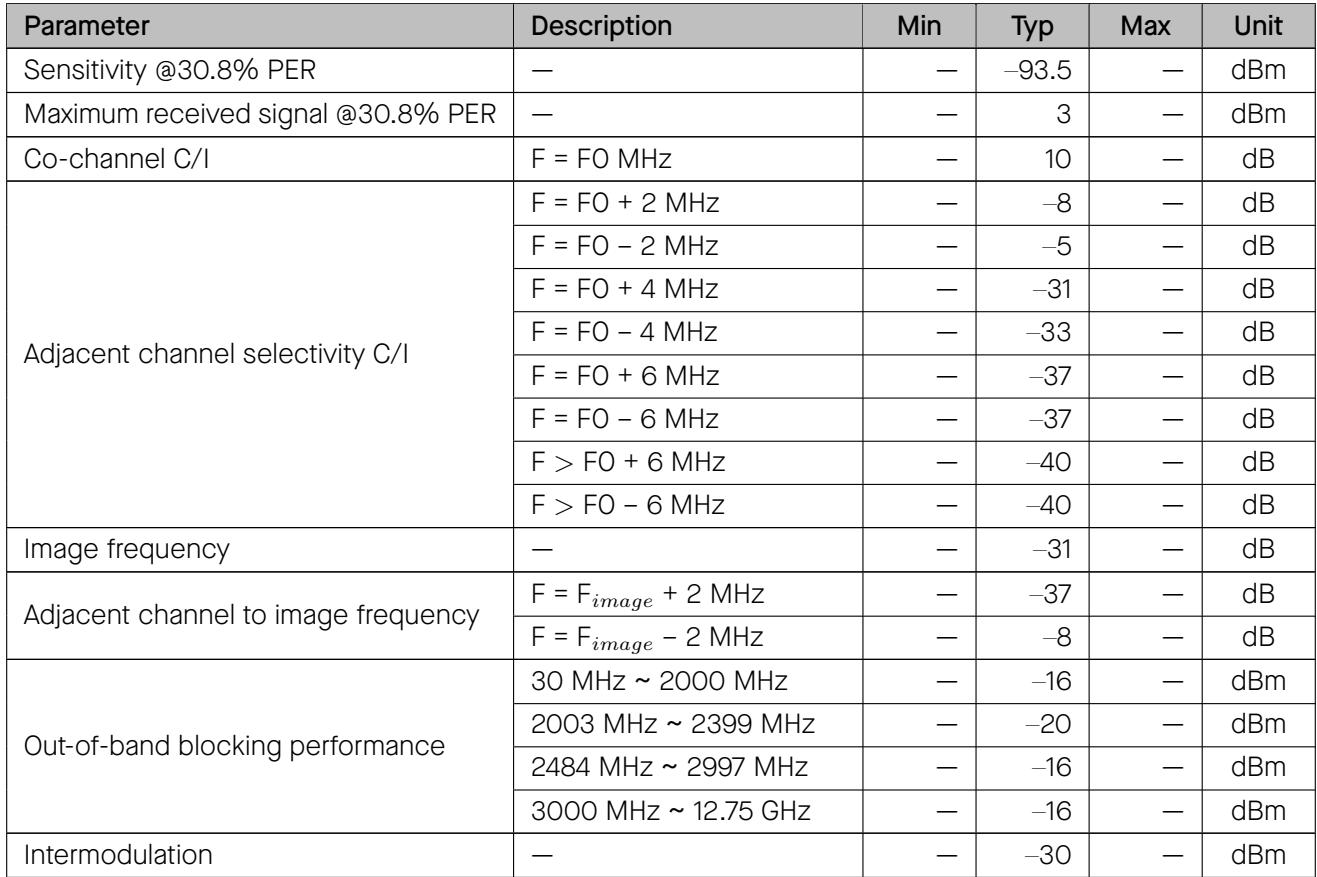 Parameter Description Min Typ Max Unit
Sensitivity @30.8% PER — — –93.5 — dBm
Maximum received signal @30.8% PER — — 3 — dBm
Co-channel C/I F = F0 MHz — 10 — dB
F = F0 + 2 MHz — –8 — dB
F = F0 – 2 MHz — –5 — dB
F = F0 + 4 MHz — –31 — dB
F = F0 – 4 MHz — –33 — dB
Adjacent channel selectivity C/I
F = F0 + 6 MHz — –37 — dB
F = F0 – 6 MHz — –37 — dB
F > F0 + 6 MHz — –40 — dB
F > F0 – 6 MHz — –40 — dB
Image frequency — — –31 — dB
Adjacent channel to image frequency
F = Fimage + 2 MHz — –37 — dB
F = Fimage – 2 MHz — –8 — dB
Out-of-band blocking performance
30 MHz ~ 2000 MHz — –16 — dBm
2003 MHz ~ 2399 MHz — –20 — dBm
2484 MHz ~ 2997 MHz — –16 — dBm
3000 MHz ~ 12.75 GHz — –16 — dBm
Intermodulation — — –30 — dBm